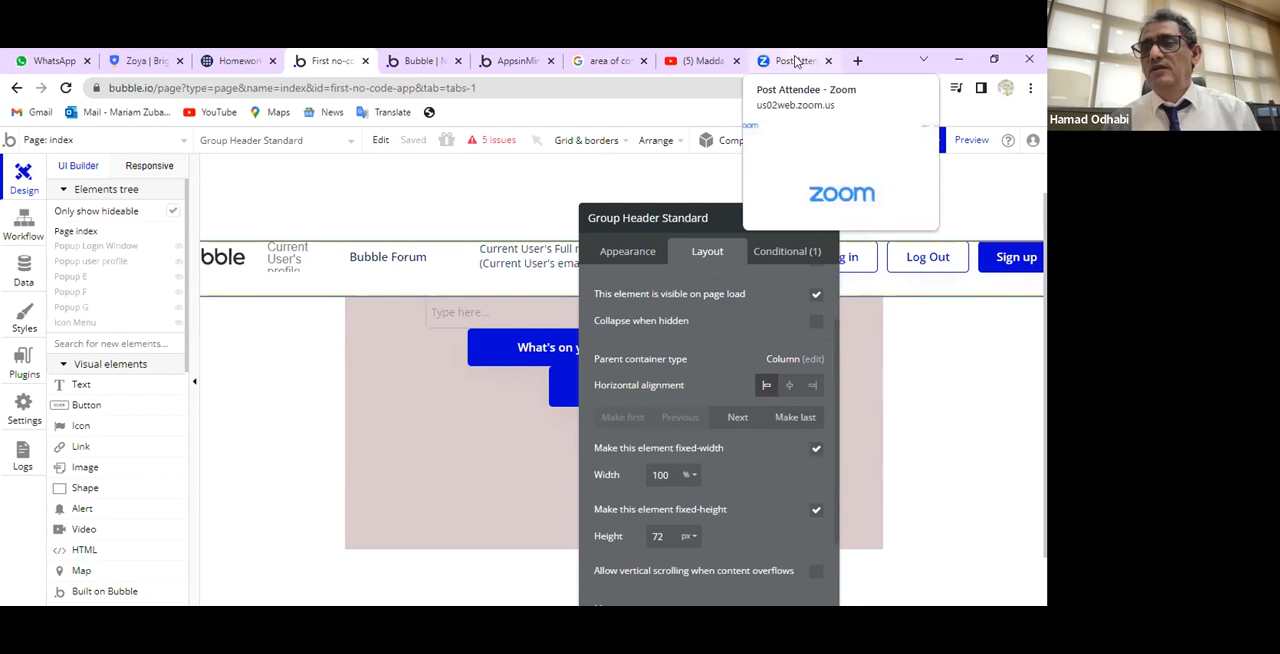 WhatsApp
Zoya | Brig
Homework
First no-co
Bubble | N
AppsinMi
area of co
(5) Madda
Post Atten
Post Attendee - Zoom
us02web.zoom.us
bubble.io/page?type=page&name=index&id=first-no-code-app&tab=tabs-1
Gmail
Mail - Mariam Zuba...
YouTube
Maps
News
Translate
Page: index
Group Header Standard
Edit
Saved
5 issues
Grid & borders
Arrange
Comp
Preview
zoom
Design
Workflow
Data
Styles
Plugins
Settings
Logs
UI Builder
Responsive
Elements tree
Only show hideable
Page index
Popup Login Window
Popup user profile
Popup E
Popup F
Popup G
Icon Menu
Search for new elements...
Visual elements
Text
Button
Icon
Link
Image
Shape
Alert
Video
HTML
Map
Built on Bubble
bble
Current
User's
profile
Bubble Forum
Current User's Full
(Current User's ema
g in
Log Out
Sign up
Type here...
What's on y
Group Header Standard
Appearance
Layout
Conditional (1)
This element is visible on page load
Collapse when hidden
Parent container type
Column (edit)
Horizontal alignment
Make first
Previous
Next
Make last
Make this element fixed-width
Width
100
%
Make this element fixed-height
Height
72
px
Allow vertical scrolling when content overflows
Hamad Odhabi